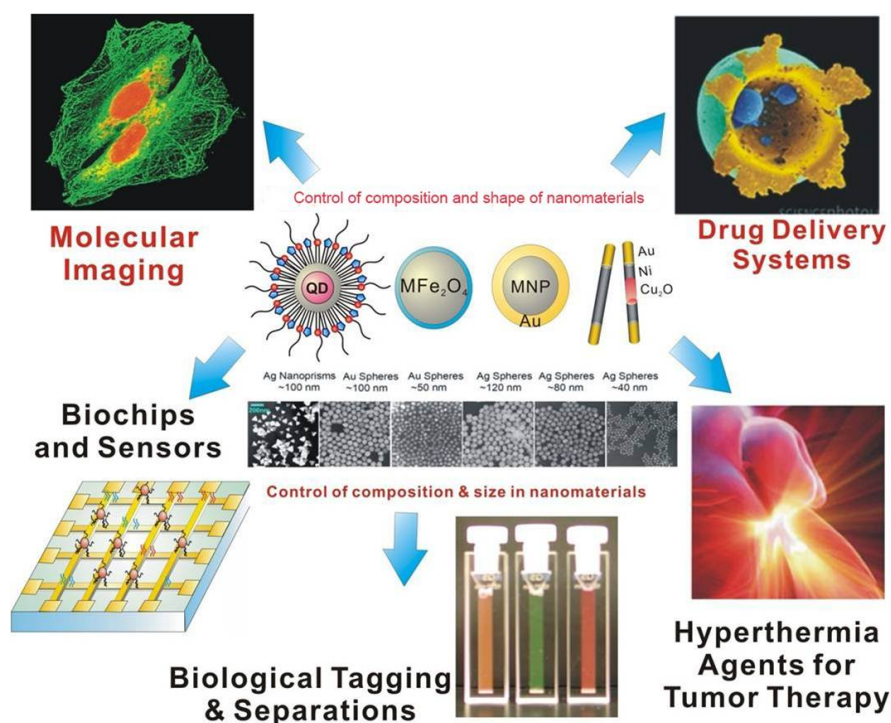 Control of composition and shape of nanomaterials
Molecular
Imaging
Drug Delivery
Systems
QD
MFe₂O₄
MNP
Au
Au
Ni
Cu₂O
Ag Nanoprisms
~100 nm
Au Spheres
~100 nm
Au Spheres
~50 nm
Ag Spheres
~120 nm
Ag Spheres
~80 nm
Ag Spheres
~40 nm
200nm
Biochips
and Sensors
Control of composition & size in nanomaterials
Biological Tagging
& Separations
Hyperthermia
Agents for
Tumor Therapy